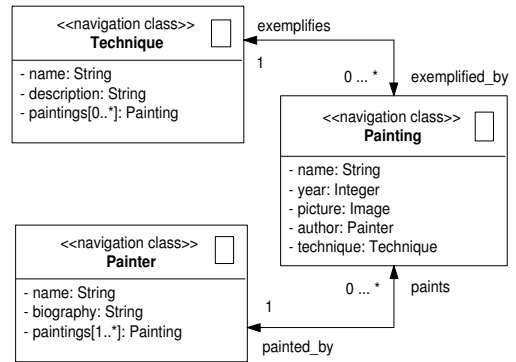 <<navigation class>>
Technique
- name: String
- description: String
- paintings[0..*]: Painting
exemplifies
1
0 ... *
exemplified_by
<<navigation class>>
Painting
- name: String
- year: Integer
- picture: Image
- author: Painter
- technique: Technique
<<navigation class>>
Painter
- name: String
- biography: String
- paintings[1..*]: Painting
0 ... *
paints
1
painted_by